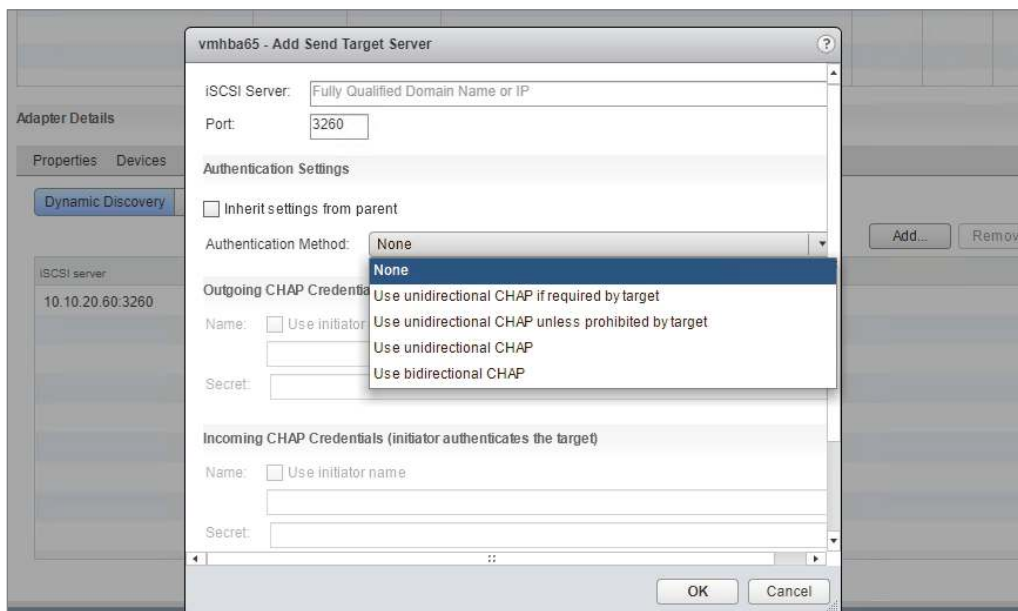 vmhba65 - Add Send Target Server
?
iSCSI Server: Fully Qualified Domain Name or IP
Port: 3260
Adapter Details
Properties Devices
Authentication Settings
Dynamic Discovery
Inherit settings from parent
Authentication Method: None
Add...
None
iSCSI server
Use unidirectional CHAP if required by target
10.10.20.60:3260
Outgoing CHAP
Use unidirectional CHAP unless prohibited by target
Name: Use initiator
Use unidirectional CHAP
Use bidirectional CHAP
Secret:
Incoming CHAP Credentials (initiator authenticates the target)
Name: Use initiator name
Secret:
OK Cancel